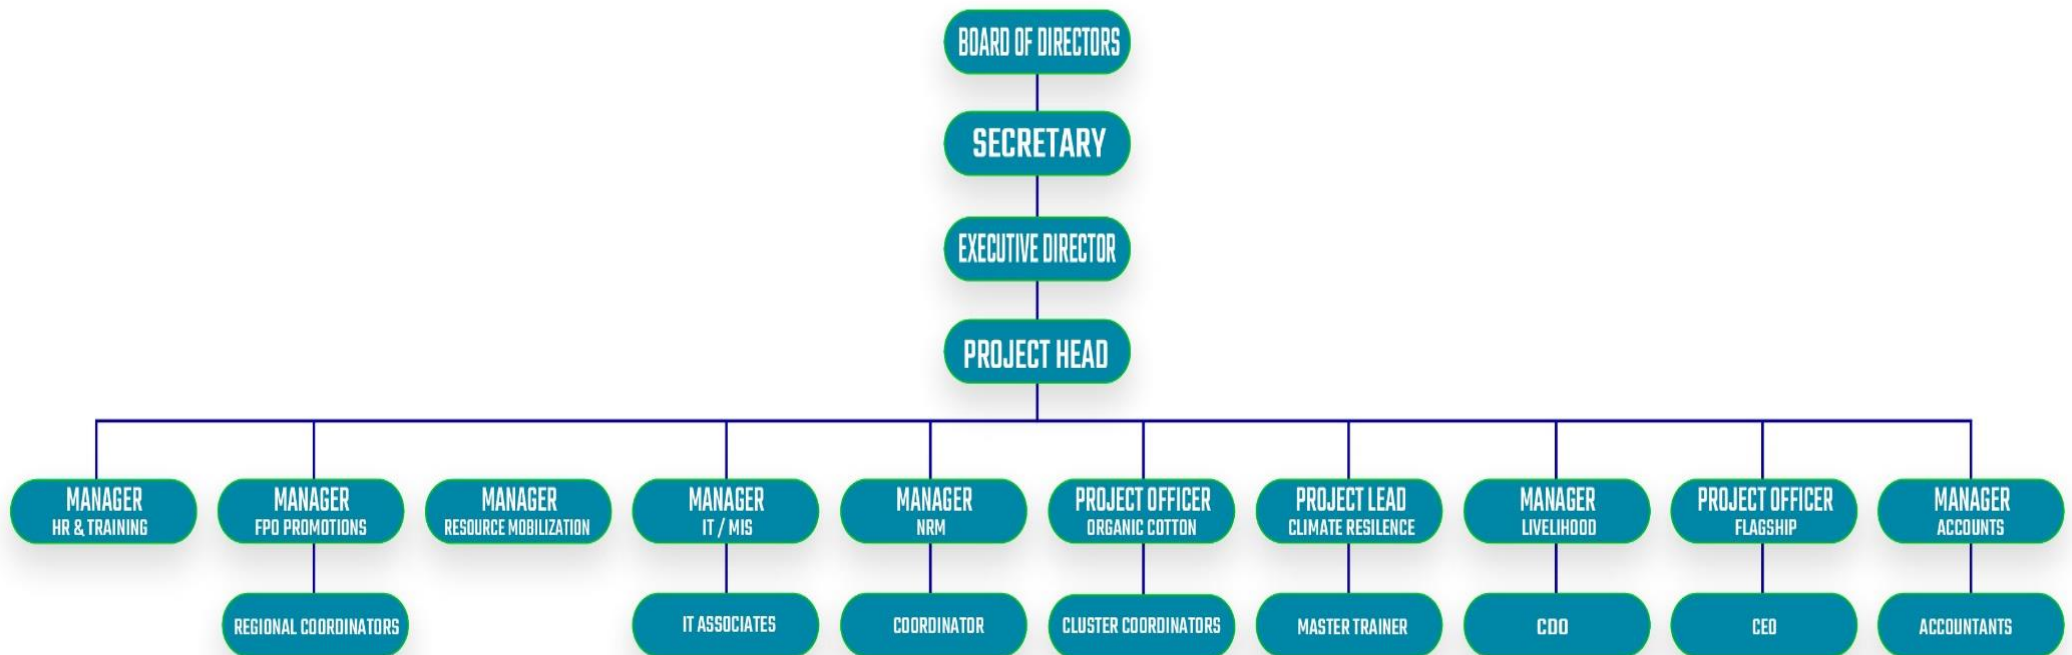 BOARD OF DIRECTORS
SECRETARY
EXECUTIVE DIRECTOR
PROJECT HEAD
MANAGER
HR & TRAINING
MANAGER
FPO PROMOTIONS
MANAGER
RESOURCE MOBILIZATION
MANAGER
IT / MIS
MANAGER
NRM
PROJECT OFFICER
ORGANIC COTTON
PROJECT LEAD
CLIMATE RESILENCE
MANAGER
LIVELIHOOD
PROJECT OFFICER
FLAGSHIP
MANAGER
ACCOUNTS
REGIONAL COORDINATORS
IT ASSOCIATES
COORDINATOR
CLUSTER COORDINATORS
MASTER TRAINER
CDO
CEO
ACCOUNTANTS